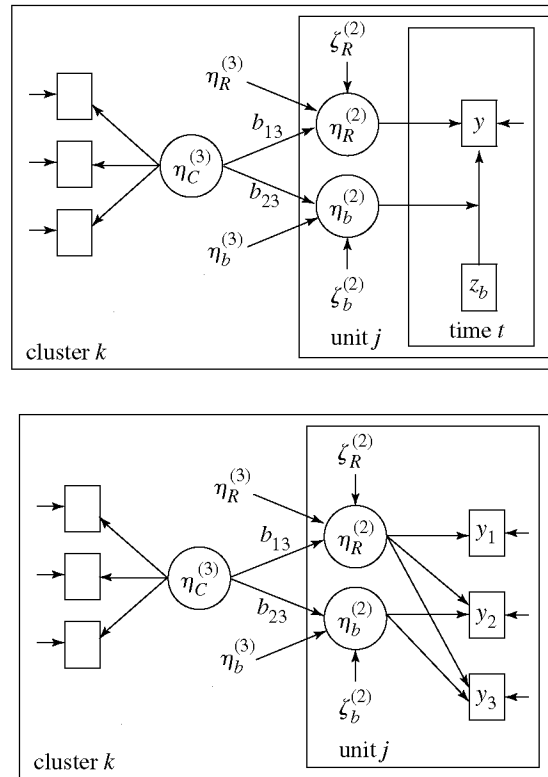 ζ_R^(2)
η_R^(3)
b_13
η_R^(2)
y
η_C^(3)
b_23
η_b^(2)
η_b^(3)
z_b
ζ_b^(2)
unit j
time t
cluster k
ζ_R^(2)
η_R^(3)
b_13
η_R^(2)
y_1
η_C^(3)
b_23
η_b^(2)
y_2
η_b^(3)
y_3
ζ_b^(2)
unit j
cluster k